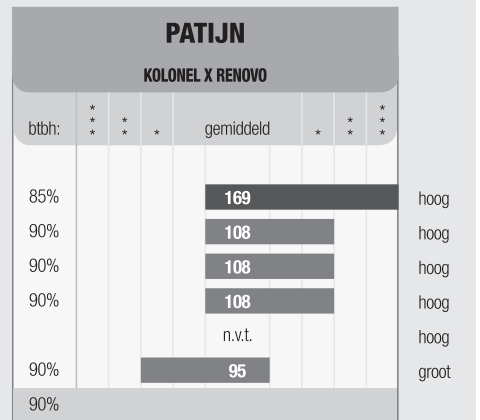 PATIJN
KOLONEL X RENOVO
btbh: *** ** * gemiddeld * ** ***
85% 169 hoog
90% 108 hoog
90% 108 hoog
90% 108 hoog
n.v.t. hoog
90% 95 groot
90%